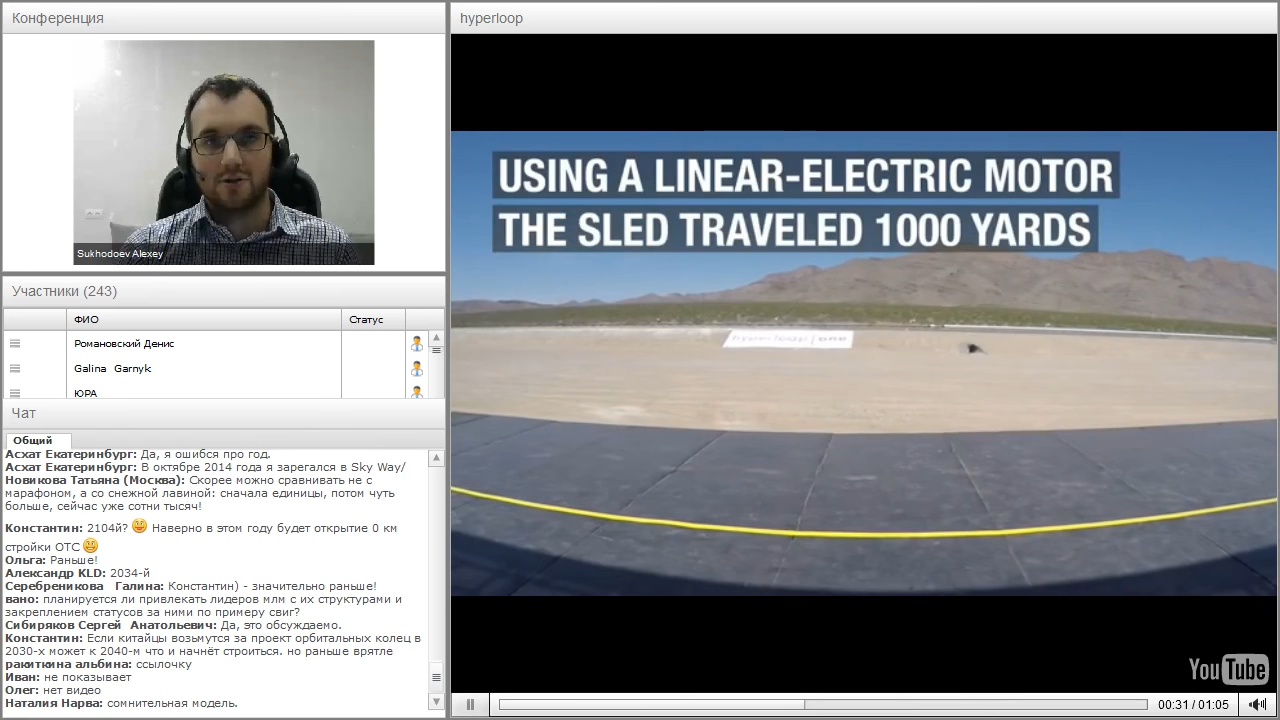 Конференция
Sukhodoev Alexey
Участники (243)
ФИО
Статус
Романовский Денис
Galina Garnyk
ЮРА
Чат
Общий
Асхат Екатеринбург: Да, я ошибся про год.
Асхат Екатеринбург: В октябре 2014 года я зарегался в Sky Way/
Новикова Татьяна (Москва): Скорее можно сравнивать не с
марафоном, а со снежной лавиной: сначала единицы, потом чуть
больше, сейчас уже сотни тысяч!
Константин: 2104й? Наверно в этом году будет открытие 0 км
стройки ОТС
Ольга: Раньше!
Александр KLD: 2034-й
Серебреникова Галина: Константин) - значительно раньше!
вано: планируется ли привлекать лидеров млм с их структурами и
закреплением статусов за ними по примеру свиг?
Сибиряков Сергей Анатольевич: Да, это обсуждаемо.
Константин: Если китайцы возьмутся за проект орбитальных колец в
2030-х может к 2040-м что и начнёт строиться. но раньше врятле
ракиткина альбина: ссылочку
Иван: не показывает
Олег: нет видео
Наталия Нарва: сомнительная модель.
hyperloop
USING A LINEAR-ELECTRIC MOTOR
THE SLED TRAVELED 1000 YARDS
hyperloop | one
YouTube
00:31 / 01:05